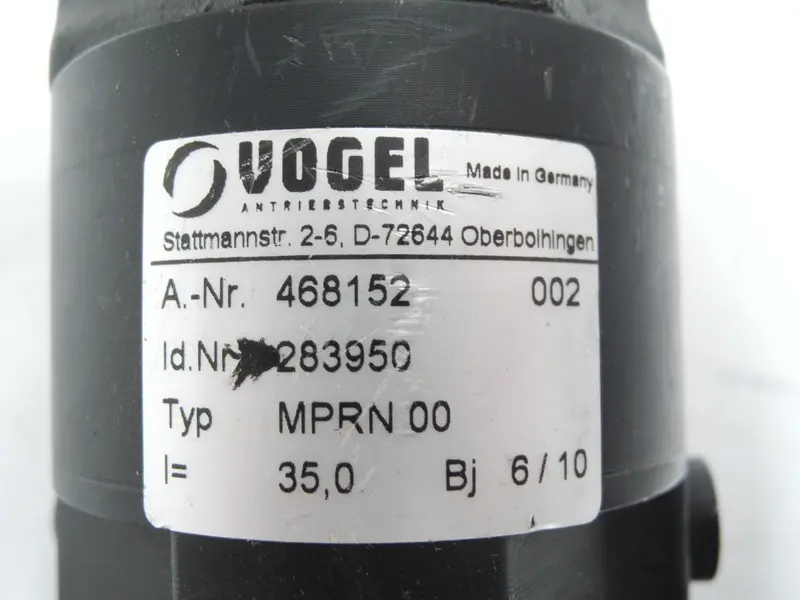 VOGEL Made in Germany
ANTRIEBSTECHNIK
Stattmannstr. 2-6, D-72644 Oberboihingen
A.-Nr. 468152 002
Id.Nr 283950
Typ MPRN 00
I= 35,0 Bj 6 / 10